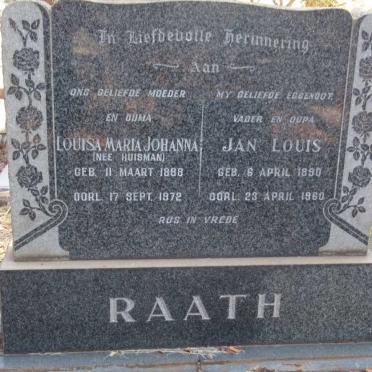 In Liefdevolle Herinnering
Aan
ONS GELIEFDE MOEDER
EN OUMA
LOUISA MARIA JOHANNA
(NEE HUISMAN)
GEB. 11 MAART 1888
OORL. 17 SEPT. 1972
MY GELIEFDE EGGENOOT,
VADER EN OUPA
JAN LOUIS
GEB. 6 APRIL 1890
OORL. 23 APRIL 1960
RUS IN VREDE
RAATH